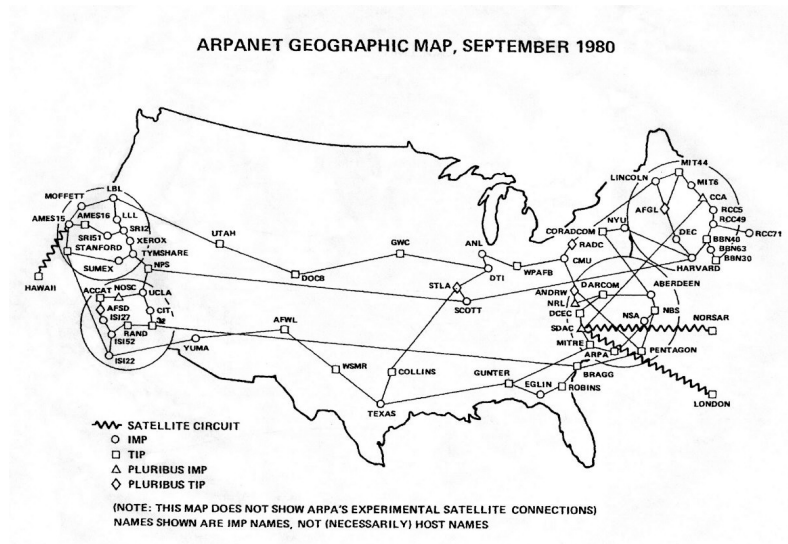 ARPANET GEOGRAPHIC MAP, SEPTEMBER 1980
MIT44
LINCOLN
MIT6
MOFFETT
LBL
CCA
AMES15
AMES16
LLL
AFGL
RCC5
RCC49
RCC71
SRI2
SRI51
XEROX
UTAH
CORADCOM
NYU
DEC
BBN40
STANFORD
TYMSHARE
GWC
ANL
RADC
BBN63
BBN30
SUMEX
NPS
DOCB
DTI
WPAFB
CMU
HARVARD
HAWAII
ACCAT
NOSC
UCLA
STLA
ANDRW
DARCOM
ABERDEEN
SCOTT
NRL
AFSD
CIT
DCEC
NSA
NBS
ISI27
RAND
AFWL
SDAC
NORSAR
ISI52
YUMA
MITRE
ARPA
PENTAGON
ISI22
WSMR
COLLINS
GUNTER
BRAGG
EGLIN
ROBINS
TEXAS
LONDON
SATELLITE CIRCUIT
IMP
TIP
PLURIBUS IMP
PLURIBUS TIP
(NOTE: THIS MAP DOES NOT SHOW ARPA'S EXPERIMENTAL SATELLITE CONNECTIONS)
NAMES SHOWN ARE IMP NAMES, NOT (NECESSARILY) HOST NAMES